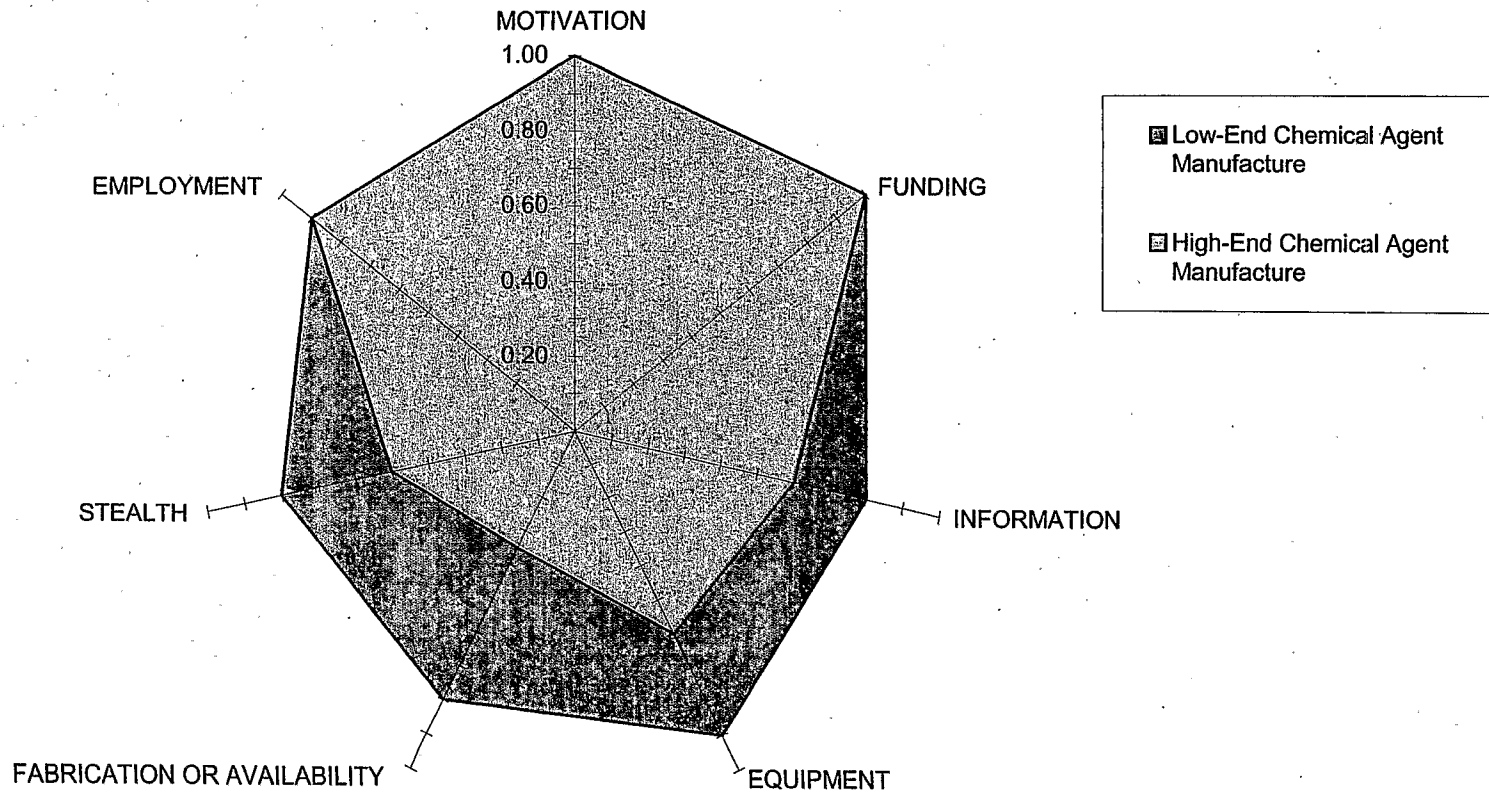 MOTIVATION
1.00
0.80
0.60
0.40
0.20
EMPLOYMENT
FUNDING
STEALTH
INFORMATION
FABRICATION OR AVAILABILITY
EQUIPMENT
Low-End Chemical Agent
Manufacture
High-End Chemical Agent
Manufacture